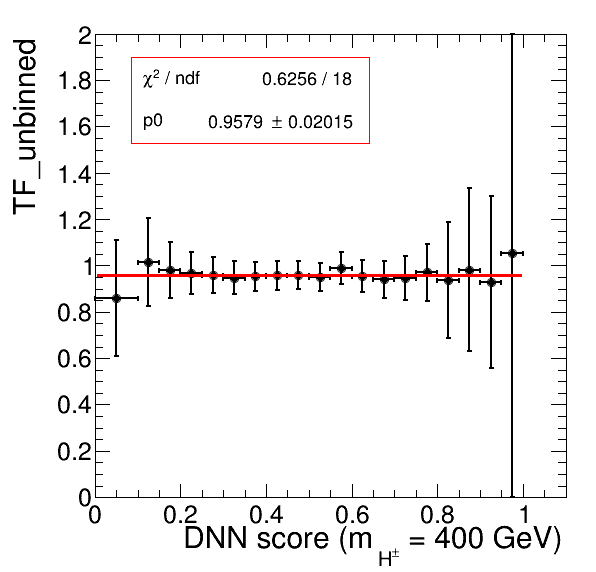 TF_unbinned
χ² / ndf 0.6256 / 18
p0 0.9579 ± 0.02015
2
1.8
1.6
1.4
1.2
1
0.8
0.6
0.4
0.2
0
0 0.2 0.4 0.6 0.8 1
DNN score (m_H± = 400 GeV)